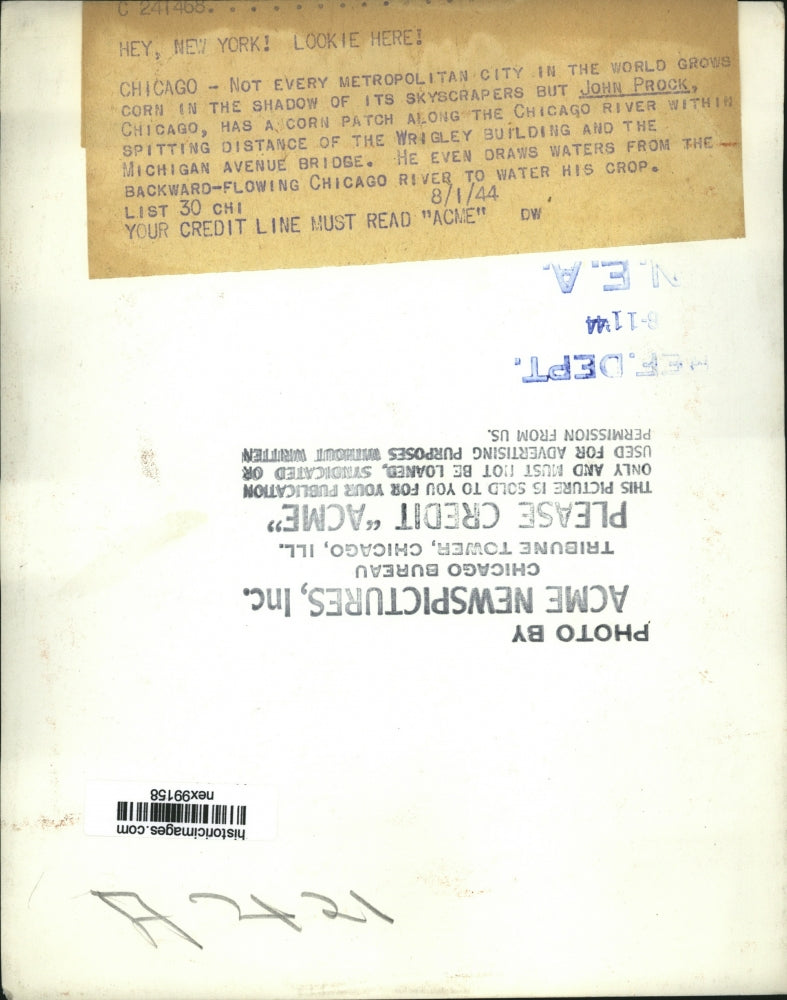 C 241468. . . . . . . .
HEY, NEW YORK! LOOKIE HERE!
CHICAGO - NOT EVERY METROPOLITAN CITY IN THE WORLD GROWS
CORN IN THE SHADOW OF ITS SKYSCRAPERS BUT JOHN PROCK,
CHICAGO, HAS A CORN PATCH ALONG THE CHICAGO RIVER WITHIN
SPITTING DISTANCE OF THE WRIGLEY BUILDING AND THE
MICHIGAN AVENUE BRIDGE. HE EVEN DRAWS WATERS FROM THE
BACKWARD-FLOWING CHICAGO RIVER TO WATER HIS CROP.
LIST 30 CHI 8/1/44
YOUR CREDIT LINE MUST READ "ACME" DW
REF. DEPT.
8-11 44
N.E.A.
PHOTO BY
ACME NEWSPICTURES, Inc.
CHICAGO BUREAU
TRIBUNE TOWER, CHICAGO, ILL.
PLEASE CREDIT "ACME"
THIS PICTURE IS SOLD TO YOU FOR YOUR PUBLICATION
ONLY AND MUST NOT BE LOANED, SYNDICATED OR
USED FOR ADVERTISING PURPOSES WITHOUT WRITTEN
PERMISSION FROM US.
historicimages.com
nex99158